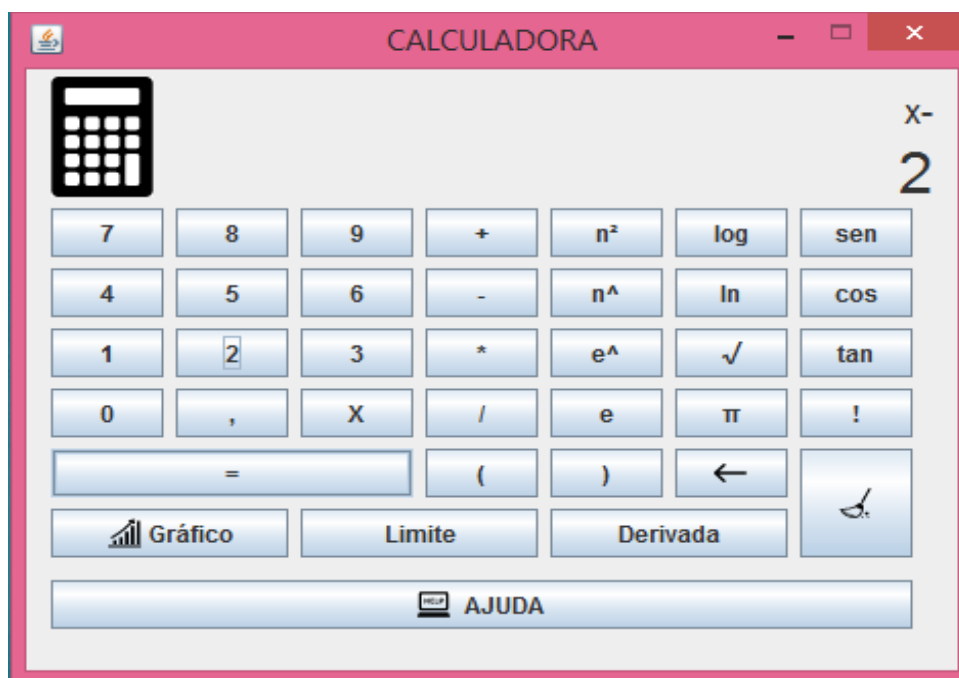 CALCULADORA
X-
2
7 8 9 + n² log sen
4 5 6 - n^ ln cos
1 2 3 * e^ √ tan
0 , X / e π !
= ( ) ←
Gráfico Limite Derivada
HELP AJUDA